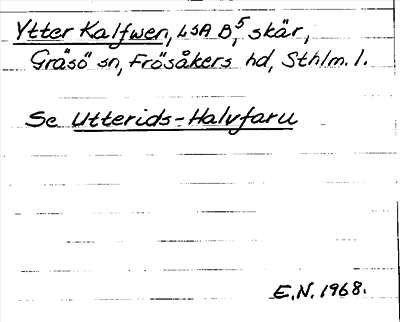 Ytter Kalfwen, LSA B⁵, skär,
Gräsö sn, Frösåkers hd, Sthlm. l.
Se Utterids-Halvfaru
E.N. 1968.